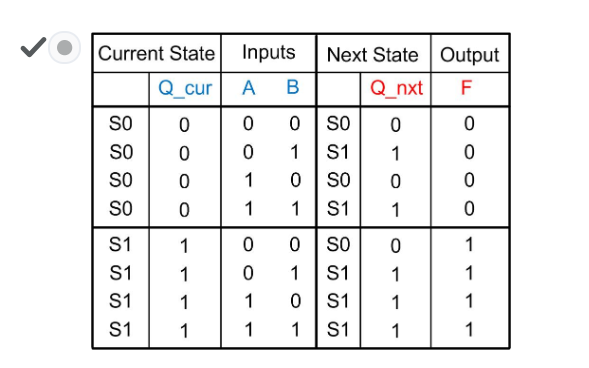 Current State Inputs Next State Output
Q_cur A B Q_nxt F
S0 0 0 0 S0 0 0
S0 0 0 1 S1 1 0
S0 0 1 0 S0 0 0
S0 0 1 1 S1 1 0
S1 1 0 0 S0 0 1
S1 1 0 1 S1 1 1
S1 1 1 0 S1 1 1
S1 1 1 1 S1 1 1